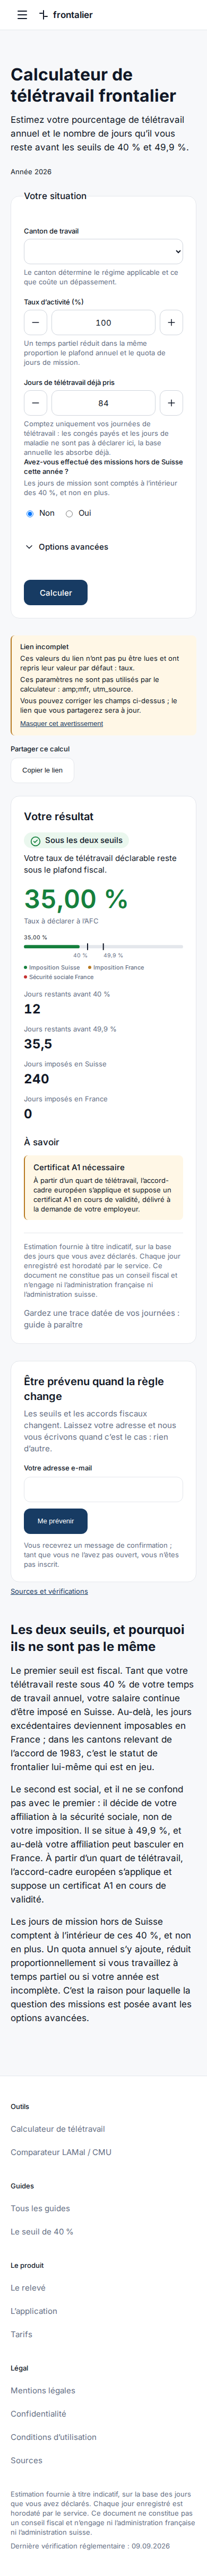 frontalier
Calculateur de
télétravail frontalier
Estimez votre pourcentage de télétravail
annuel et le nombre de jours qu’il vous
reste avant les seuils de 40 % et 49,9 %.
Année 2026
Votre situation
Canton de travail
Le canton détermine le régime applicable et ce
que coûte un dépassement.
Taux d’activité (%)
100
Un temps partiel réduit dans la même
proportion le plafond annuel et le quota de
jours de mission.
Jours de télétravail déjà pris
84
Comptez uniquement vos journées de
télétravail : les congés payés et les jours de
maladie ne sont pas à déclarer ici, la base
annuelle les absorbe déjà.
Avez-vous effectué des missions hors de Suisse
cette année ?
Les jours de mission sont comptés à l’intérieur
des 40 %, et non en plus.
Non
Oui
Options avancées
Calculer
Lien incomplet
Ces valeurs du lien n’ont pas pu être lues et ont
repris leur valeur par défaut : taux.
Ces paramètres ne sont pas utilisés par le
calculateur : amp;mfr, utm_source.
Vous pouvez corriger les champs ci-dessus ; le
lien que vous partagerez sera à jour.
Masquer cet avertissement
Partager ce calcul
Copier le lien
Votre résultat
Sous les deux seuils
Votre taux de télétravail déclarable reste
sous le plafond fiscal.
35,00 %
Taux à déclarer à l’AFC
35,00 %
40 % 49,9 %
Imposition Suisse Imposition France
Sécurité sociale France
Jours restants avant 40 %
12
Jours restants avant 49,9 %
35,5
Jours imposés en Suisse
240
Jours imposés en France
0
À savoir
Certificat A1 nécessaire
À partir d’un quart de télétravail, l’accord-
cadre européen s’applique et suppose un
certificat A1 en cours de validité, délivré à
la demande de votre employeur.
Estimation fournie à titre indicatif, sur la base
des jours que vous avez déclarés. Chaque jour
enregistré est horodaté par le service. Ce
document ne constitue pas un conseil fiscal et
n’engage ni l’administration française ni
l’administration suisse.
Gardez une trace datée de vos journées :
guide à paraître
Être prévenu quand la règle
change
Les seuils et les accords fiscaux
changent. Laissez votre adresse et nous
vous écrivons quand c’est le cas : rien
d’autre.
Votre adresse e-mail
Me prévenir
Vous recevrez un message de confirmation ;
tant que vous ne l’avez pas ouvert, vous n’êtes
pas inscrit.
Sources et vérifications
Les deux seuils, et pourquoi
ils ne sont pas le même
Le premier seuil est fiscal. Tant que votre
télétravail reste sous 40 % de votre temps
de travail annuel, votre salaire continue
d’être imposé en Suisse. Au-delà, les jours
excédentaires deviennent imposables en
France ; dans les cantons relevant de
l’accord de 1983, c’est le statut de
frontalier lui-même qui est en jeu.
Le second est social, et il ne se confond
pas avec le premier : il décide de votre
affiliation à la sécurité sociale, non de
votre imposition. Il se situe à 49,9 %, et
au-delà votre affiliation peut basculer en
France. À partir d’un quart de télétravail,
l’accord-cadre européen s’applique et
suppose un certificat A1 en cours de
validité.
Les jours de mission hors de Suisse
comptent à l’intérieur de ces 40 %, et non
en plus. Un quota annuel s’y ajoute, réduit
proportionnellement si vous travaillez à
temps partiel ou si votre année est
incomplète. C’est la raison pour laquelle la
question des missions est posée avant les
options avancées.
Outils
Calculateur de télétravail
Comparateur LAMal / CMU
Guides
Tous les guides
Le seuil de 40 %
Le produit
Le relevé
L’application
Tarifs
Légal
Mentions légales
Confidentialité
Conditions d’utilisation
Sources
Estimation fournie à titre indicatif, sur la base des jours
que vous avez déclarés. Chaque jour enregistré est
horodaté par le service. Ce document ne constitue pas
un conseil fiscal et n’engage ni l’administration française
ni l’administration suisse.
Dernière vérification réglementaire : 09.09.2026